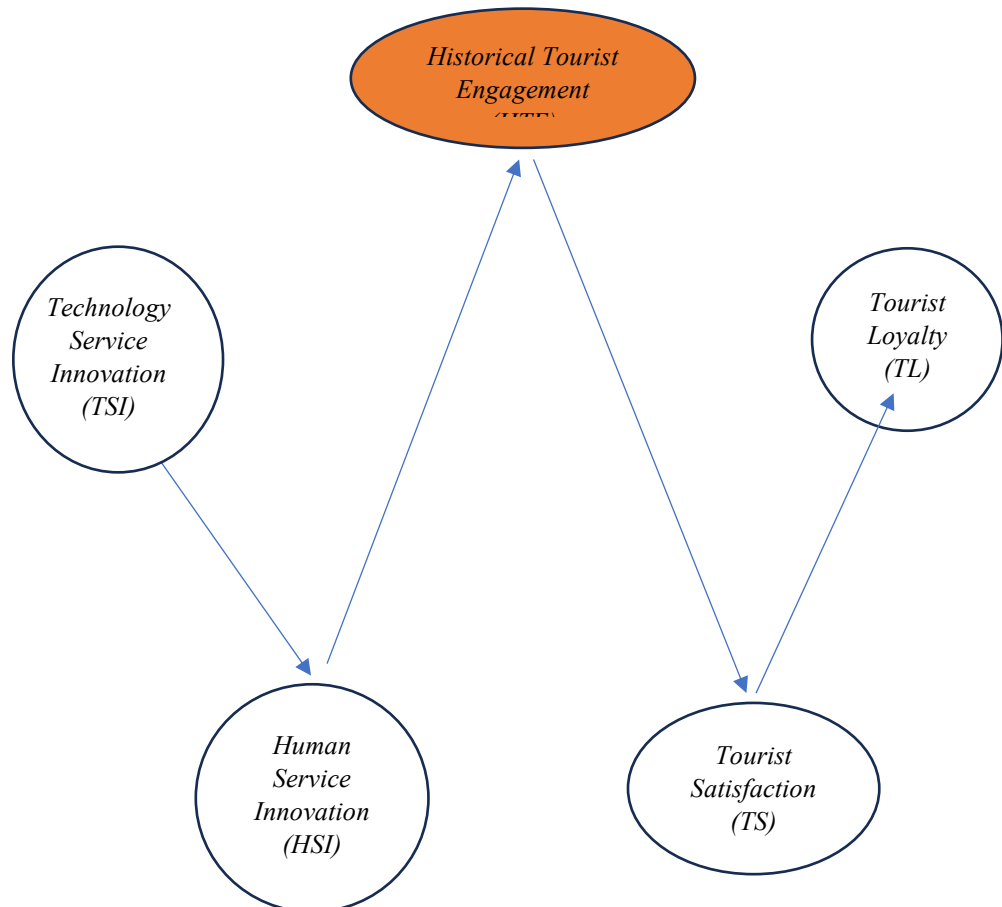 Historical Tourist
Engagement
Technology
Service
Innovation
(TSI)
Tourist
Loyalty
(TL)
Human
Service
Innovation
(HSI)
Tourist
Satisfaction
(TS)